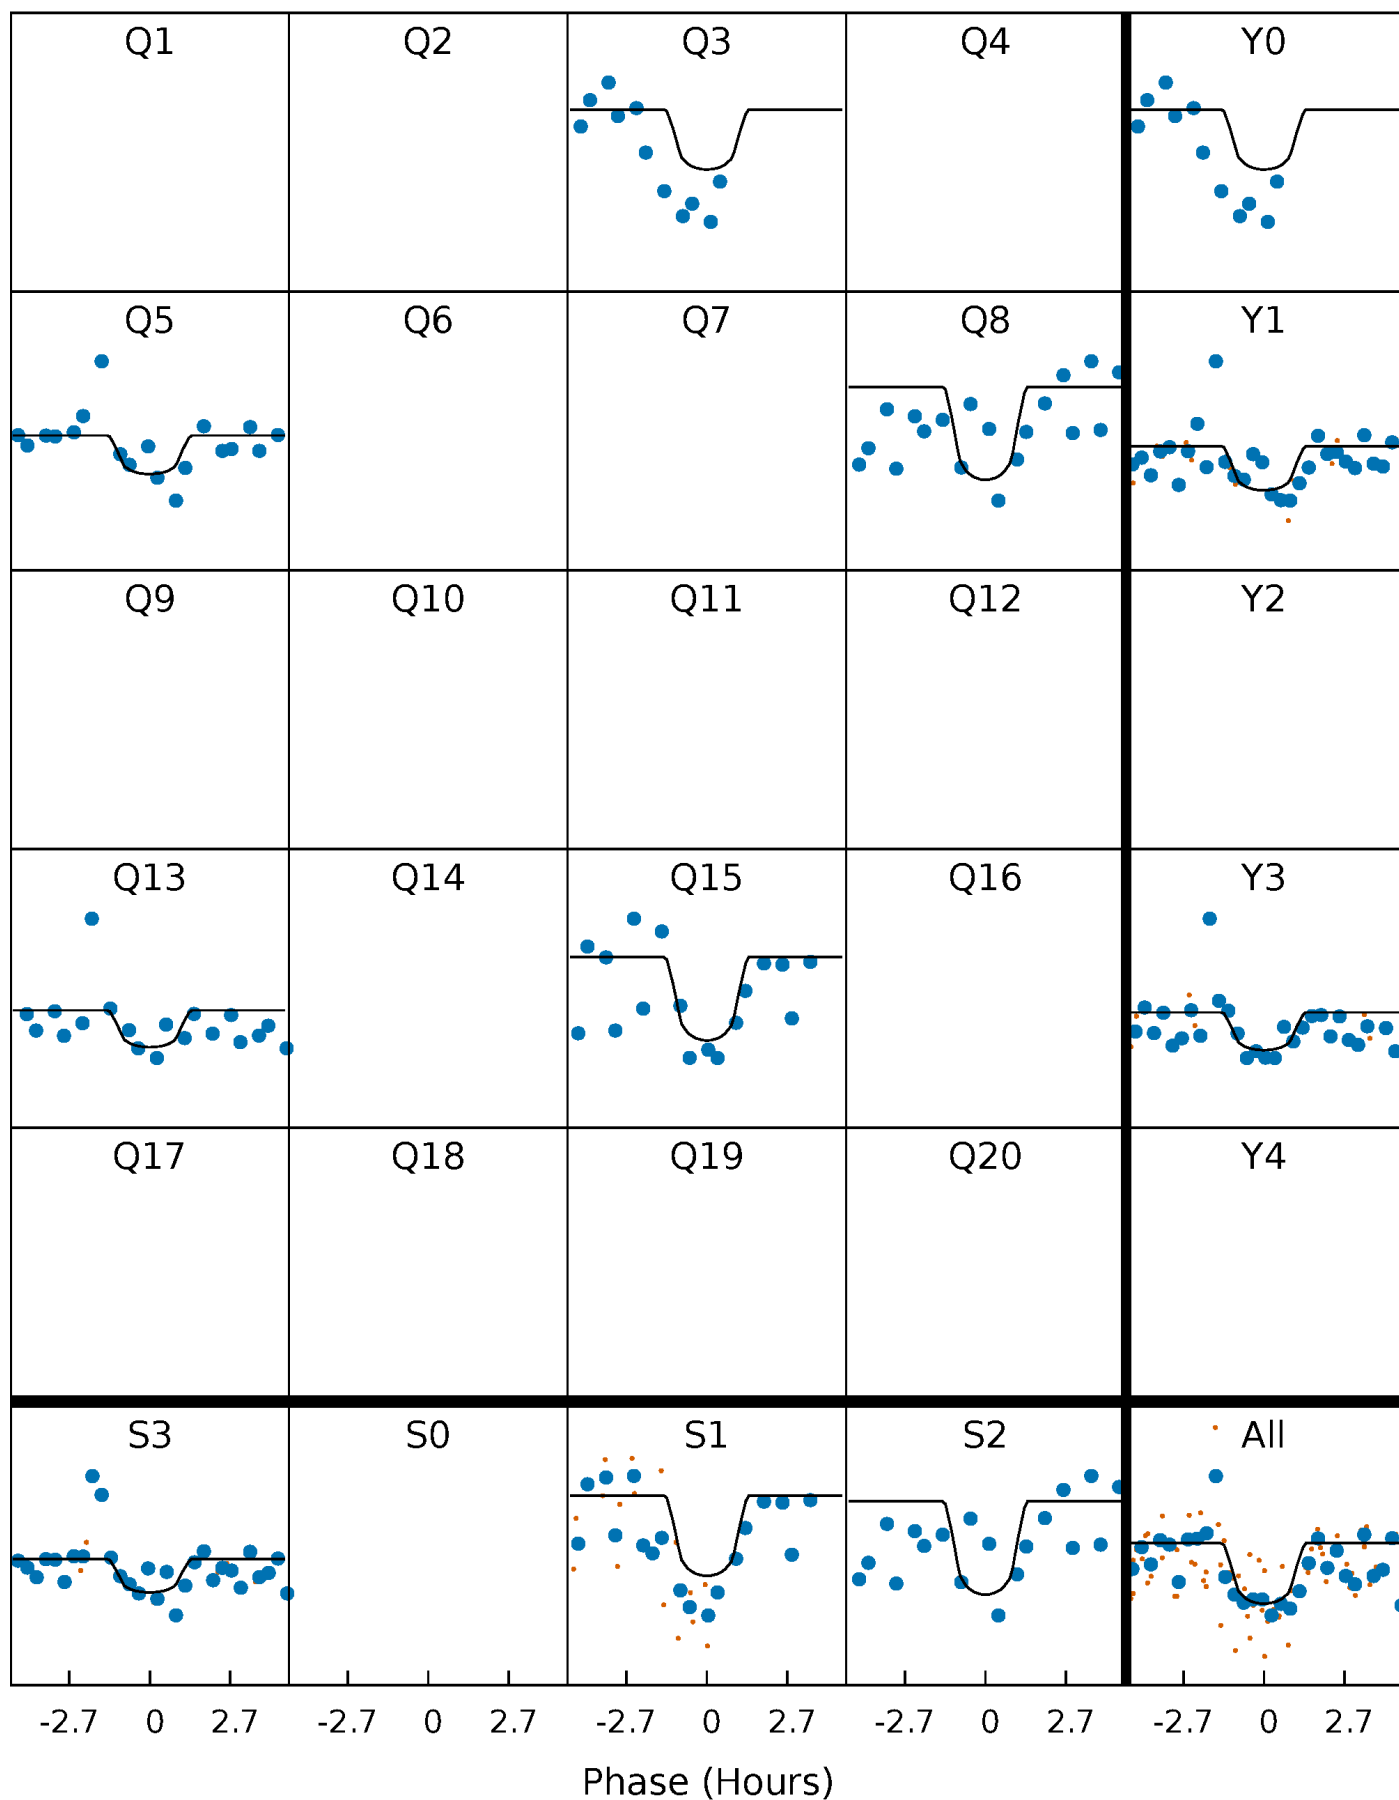 Q1 Q2 Q3 Q4 Y0
Q5 Q6 Q7 Q8 Y1
Q9 Q10 Q11 Q12 Y2
Q13 Q14 Q15 Q16 Y3
Q17 Q18 Q19 Q20 Y4
S3 S0 S1 S2 All
-2.7 0 2.7 -2.7 0 2.7 -2.7 0 2.7 -2.7 0 2.7 -2.7 0 2.7
Phase (Hours)